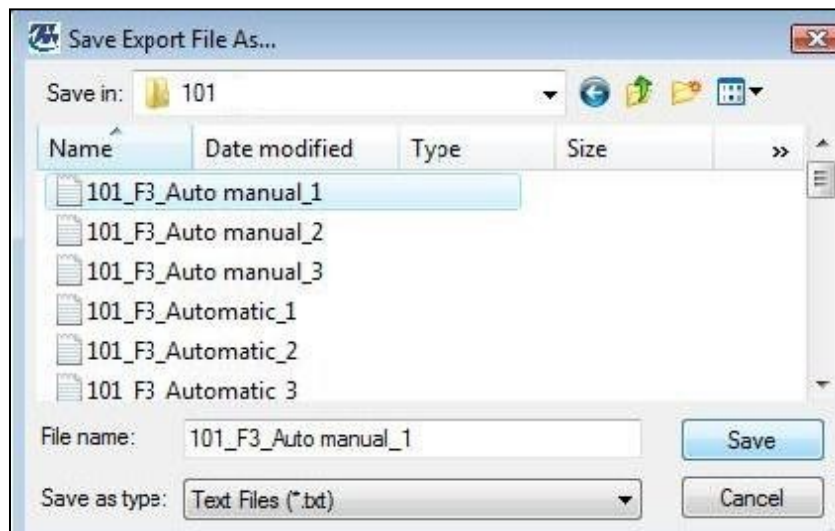 Save Export File As...
Save in: 101
Name Date modified Type Size »
101_F3_Auto manual_1
101_F3_Auto manual_2
101_F3_Auto manual_3
101_F3_Automatic_1
101_F3_Automatic_2
101_F3_Automatic_3
File name: 101_F3_Auto manual_1 Save
Save as type: Text Files (*.txt) Cancel